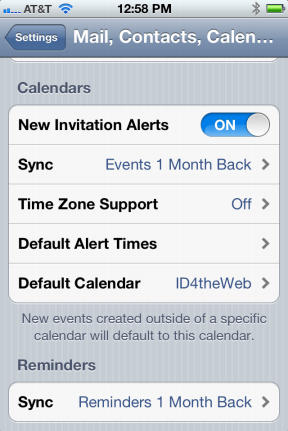 AT&T 12:58 PM
Settings Mail, Contacts, Calen...
Calendars
New Invitation Alerts ON
Sync Events 1 Month Back
Time Zone Support Off
Default Alert Times
Default Calendar ID4theWeb
New events created outside of a specific
calendar will default to this calendar.
Reminders
Sync Reminders 1 Month Back